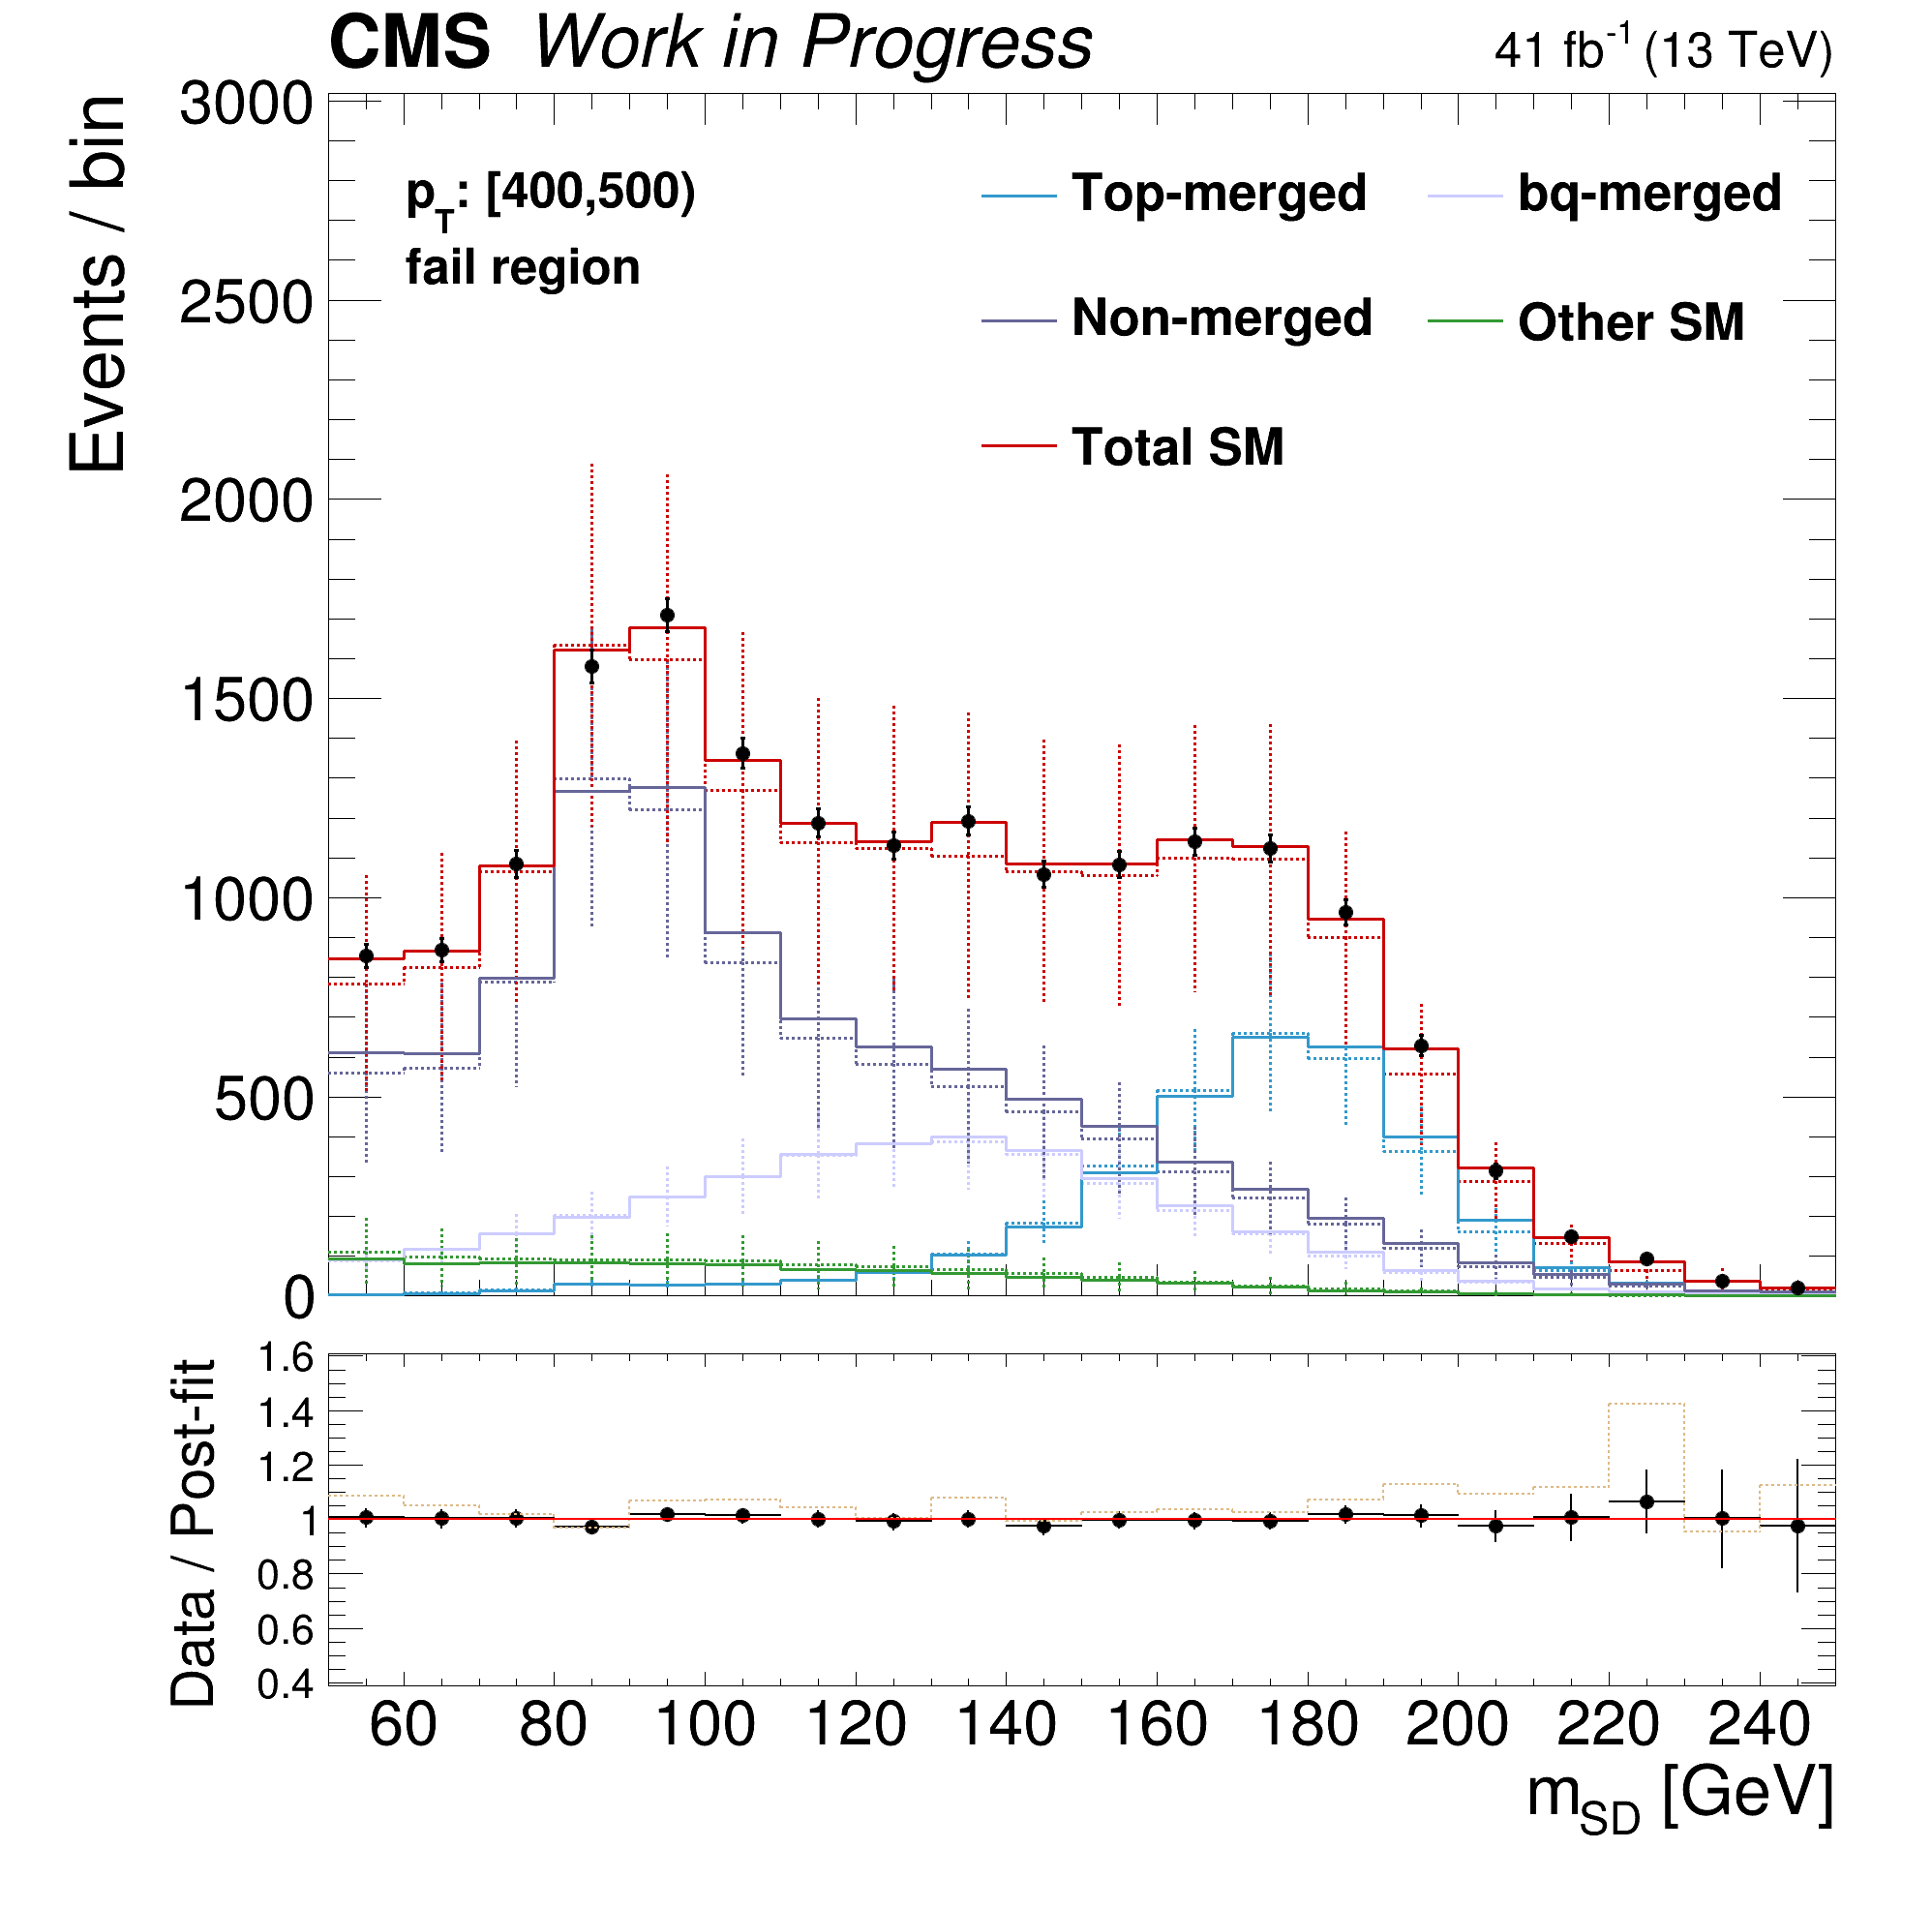 CMS Work in Progress 41 fb-1 (13 TeV)
Events / bin
3000
2500
2000
1500
1000
500
0
pT: [400,500)
fail region
Top-merged bq-merged
Non-merged Other SM
Total SM
Data / Post-fit
1.6
1.4
1.2
1
0.8
0.6
0.4
60 80 100 120 140 160 180 200 220 240
mSD [GeV]